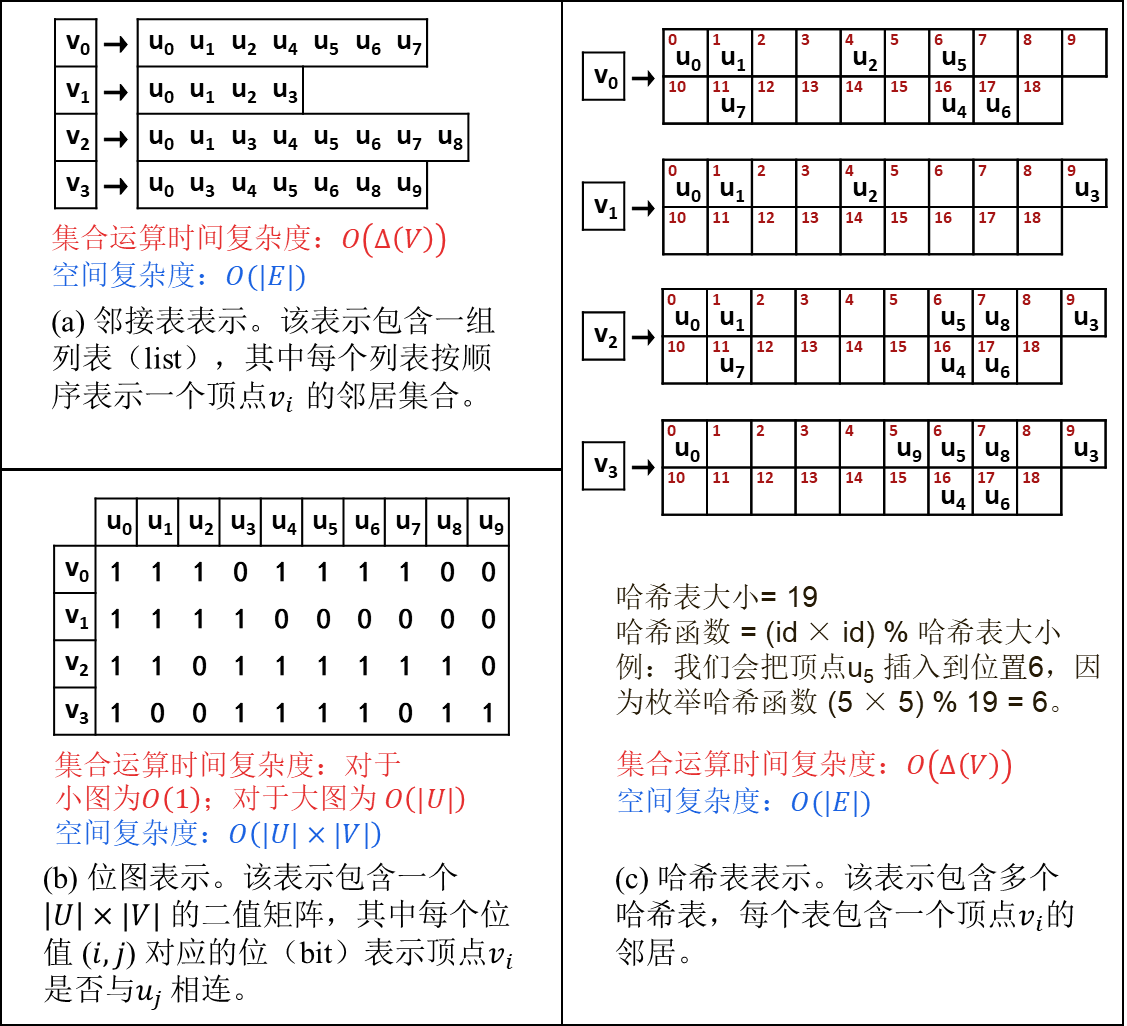 v₀ → u₀ u₁ u₂ u₄ u₅ u₆ u₇
v₁ → u₀ u₁ u₂ u₃
v₂ → u₀ u₁ u₃ u₄ u₅ u₆ u₇ u₈
v₃ → u₀ u₃ u₄ u₅ u₆ u₈ u₉
集合运算时间复杂度：O(Δ(V))
空间复杂度：O(|E|)
(a) 邻接表表示。该表示包含一组
列表（list），其中每个列表按顺
序表示一个顶点vᵢ 的邻居集合。
u₀ u₁ u₂ u₃ u₄ u₅ u₆ u₇ u₈ u₉
v₀ 1 1 1 0 1 1 1 1 0 0
v₁ 1 1 1 1 0 0 0 0 0 0
v₂ 1 1 0 1 1 1 1 1 1 0
v₃ 1 0 0 1 1 1 1 0 1 1
集合运算时间复杂度：对于
小图为O(1)；对于大图为 O(|U|)
空间复杂度：O(|U| × |V|)
(b) 位图表示。该表示包含一个
|U| × |V| 的二值矩阵，其中每个位
值 (i, j) 对应的位（bit）表示顶点vᵢ
是否与uⱼ 相连。
0 1 2 3 4 5 6 7 8 9
u₀ u₁ u₂ u₅
v₀ →
10 11 12 13 14 15 16 17 18
u₇ u₄ u₆
0 1 2 3 4 5 6 7 8 9
u₀ u₁ u₂ u₃
v₁ →
10 11 12 13 14 15 16 17 18
0 1 2 3 4 5 6 7 8 9
u₀ u₁ u₅ u₈ u₃
v₂ →
10 11 12 13 14 15 16 17 18
u₇ u₄ u₆
0 1 2 3 4 5 6 7 8 9
u₀ u₉ u₅ u₈ u₃
v₃ →
10 11 12 13 14 15 16 17 18
u₄ u₆
哈希表大小= 19
哈希函数 = (id × id) % 哈希表大小
例：我们会把顶点u₅ 插入到位置6，因
为枚举哈希函数 (5 × 5) % 19 = 6。
集合运算时间复杂度：O(Δ(V))
空间复杂度：O(|E|)
(c) 哈希表表示。该表示包含多个
哈希表，每个表包含一个顶点vᵢ的
邻居。